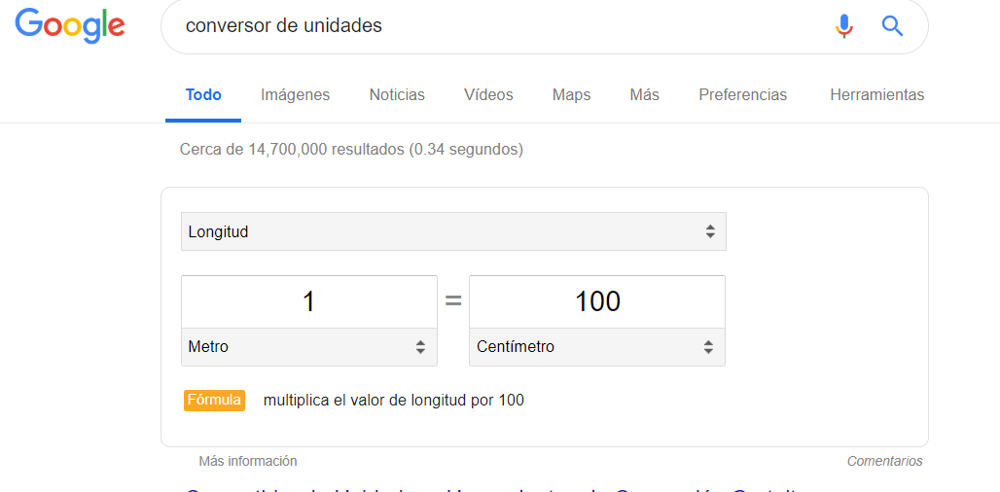 Google
conversor de unidades
Todo Imágenes Noticias Vídeos Maps Más Preferencias Herramientas
Cerca de 14,700,000 resultados (0.34 segundos)
Longitud
1 = 100
Metro Centímetro
Fórmula multiplica el valor de longitud por 100
Más información Comentarios